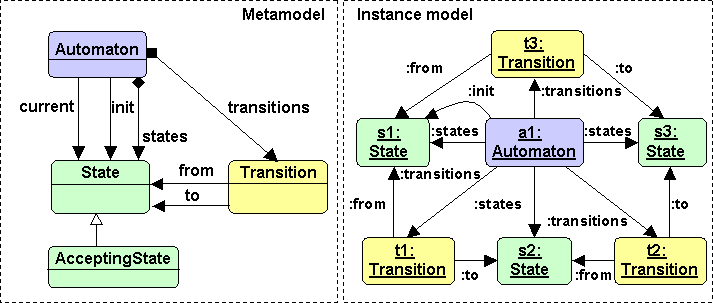 Metamodel
Automaton
current
init
states
transitions
State
from
to
Transition
AcceptingState
Instance model
t3:
Transition
:from
:init
:to
:transitions
s1:
State
:states
a1:
Automaton
:states
s3:
State
:transitions
:from
:states
:transitions
:to
t1:
Transition
:to
s2:
State
:from
t2:
Transition